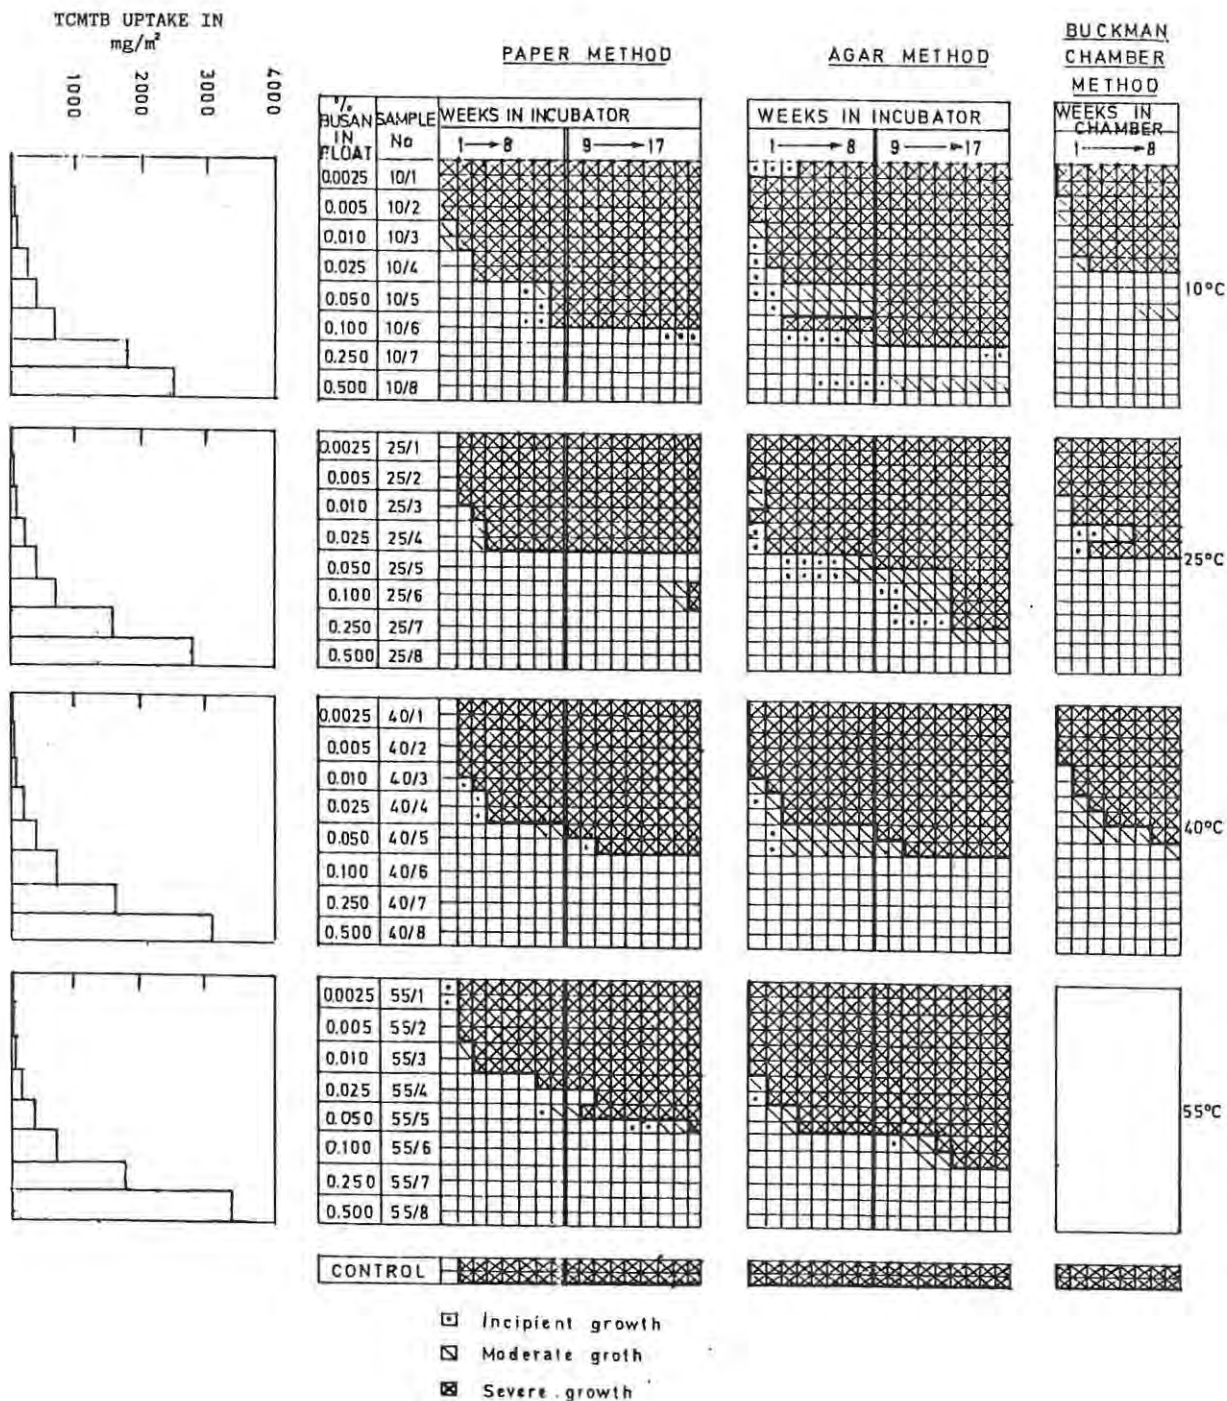 TCMTB UPTAKE IN
mg/m²
1000
2000
3000
4000
PAPER METHOD
AGAR METHOD
BUCKMAN
CHAMBER
METHOD
%
BUSAN
IN
FLOAT
SAMPLE
No
WEEKS IN INCUBATOR
1 → 8
9 → 17
WEEKS IN INCUBATOR
1 → 8
9 → 17
WEEKS IN
CHAMBER
1 → 8
0.0025 10/1
0.005 10/2
0.010 10/3
0.025 10/4
0.050 10/5
0.100 10/6
0.250 10/7
0.500 10/8
10°C
0.0025 25/1
0.005 25/2
0.010 25/3
0.025 25/4
0.050 25/5
0.100 25/6
0.250 25/7
0.500 25/8
25°C
0.0025 40/1
0.005 40/2
0.010 40/3
0.025 40/4
0.050 40/5
0.100 40/6
0.250 40/7
0.500 40/8
40°C
0.0025 55/1
0.005 55/2
0.010 55/3
0.025 55/4
0.050 55/5
0.100 55/6
0.250 55/7
0.500 55/8
55°C
CONTROL
Incipient growth
Moderate groth
Severe. growth